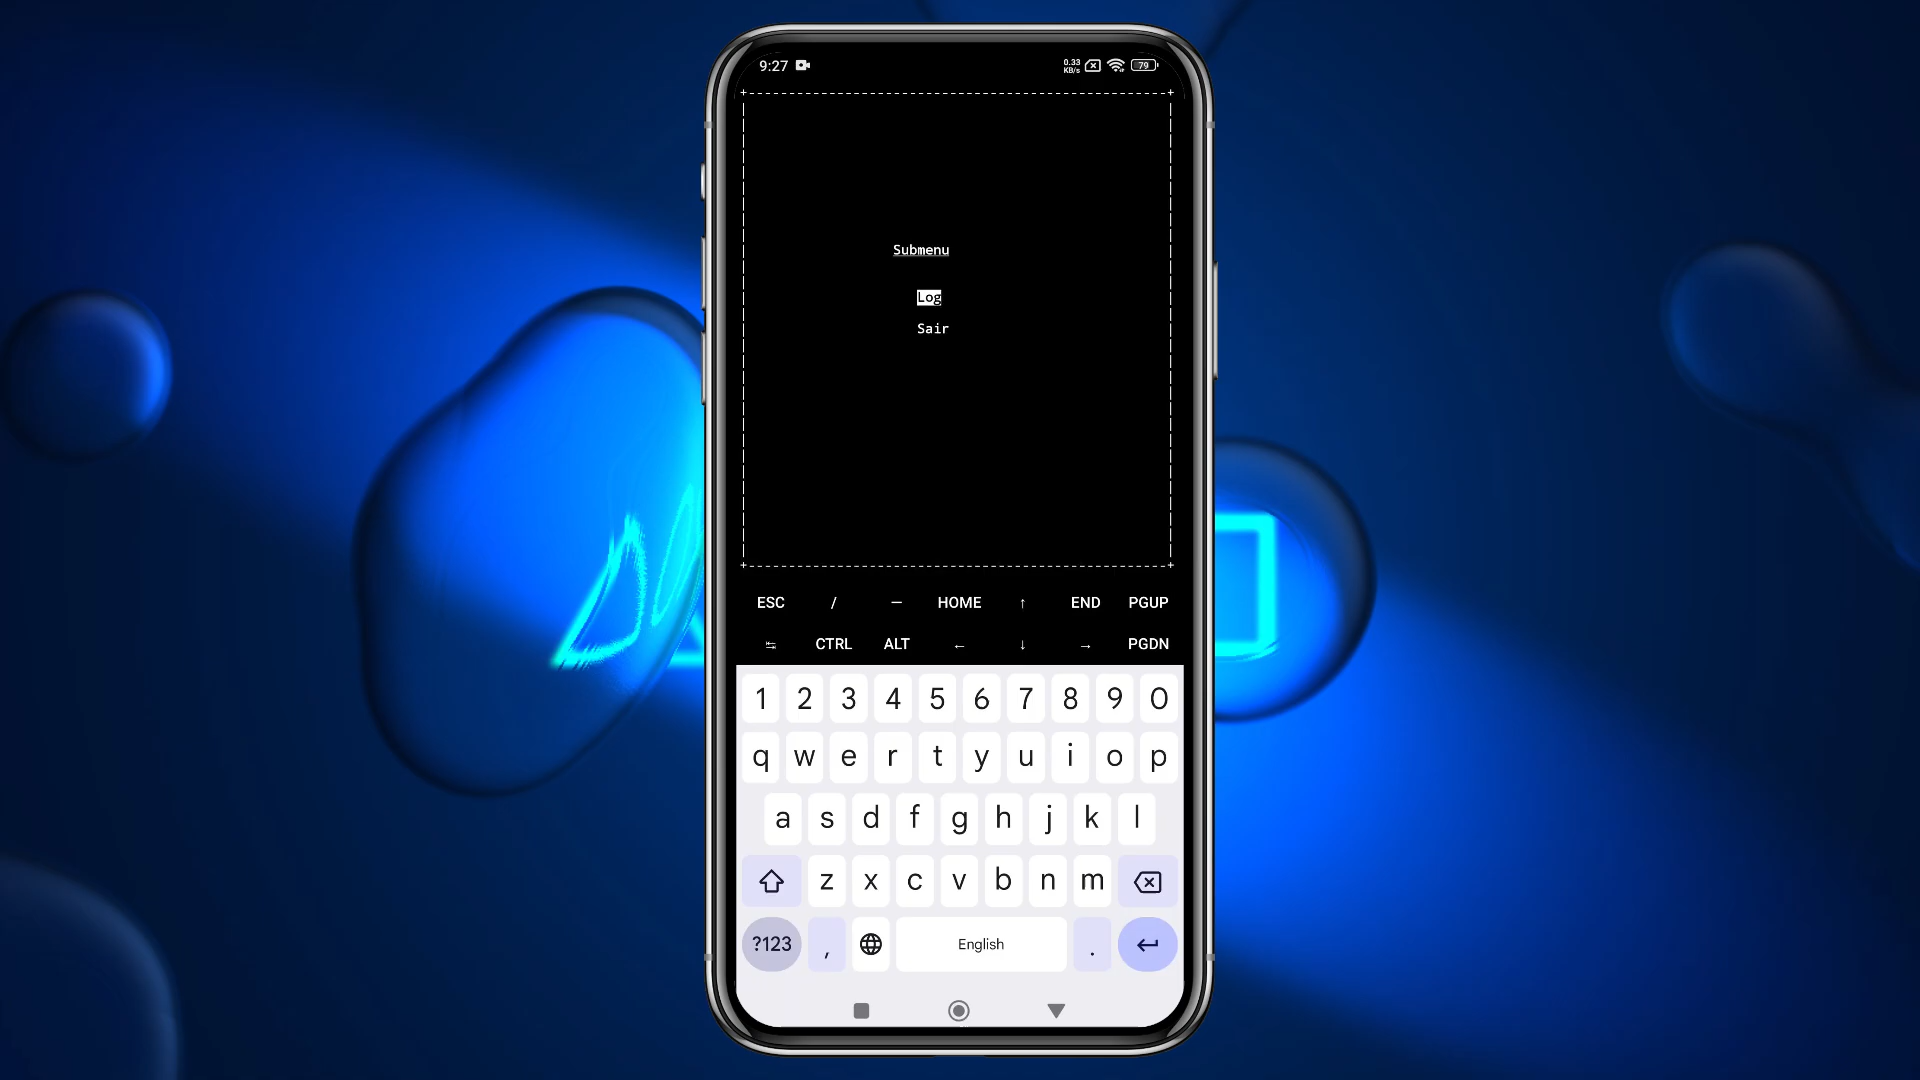 9:27 0.33 KB/s 79
Submenu
Log
Sair
ESC / — HOME ↑ END PGUP
↹ CTRL ALT ← ↓ → PGDN
1 2 3 4 5 6 7 8 9 0
q w e r t y u i o p
a s d f g h j k l
z x c v b n m
?123 , English .